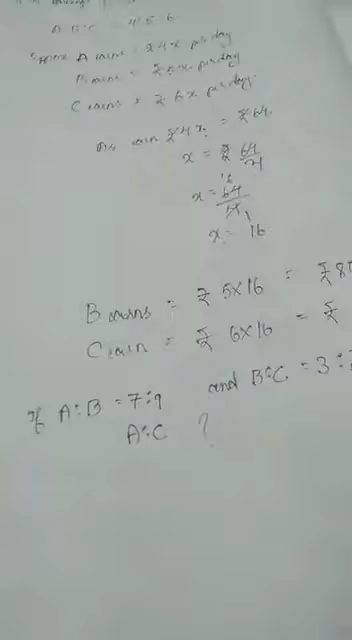 A : B : C = 4 : 5 : 6
A earns = ₹ 4x per day
B earns = ₹ 5x per day
C earns = ₹ 6x per day.
As earn ₹ 4x = ₹ 64
x = ₹ 64/4
x = 64/4
x = 16
B earns = ₹ 5×16 = ₹ 8
C earn = ₹ 6×16 = ₹
If A:B = 7:9 and B:C = 3:
A:C ?